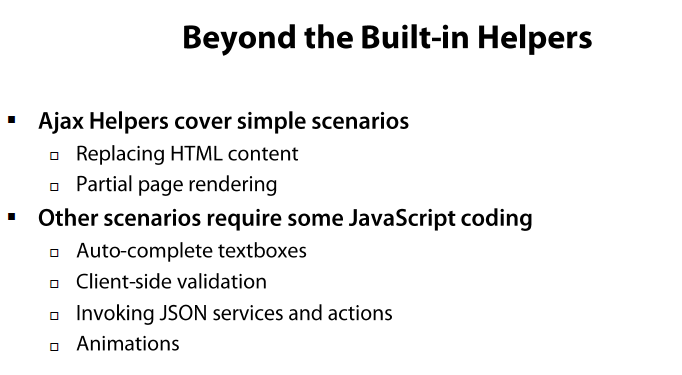 Beyond the Built-in Helpers
Ajax Helpers cover simple scenarios
Replacing HTML content
Partial page rendering
Other scenarios require some JavaScript coding
Auto-complete textboxes
Client-side validation
Invoking JSON services and actions
Animations